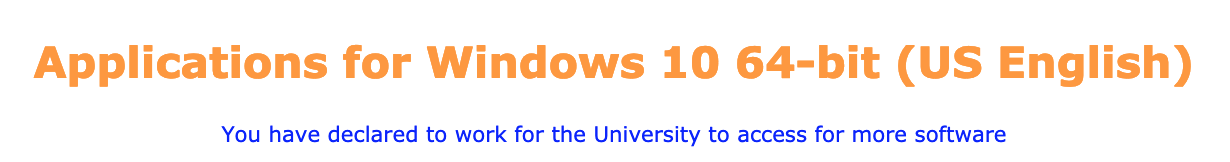 Applications for Windows 10 64-bit (US English)
You have declared to work for the University to access for more software